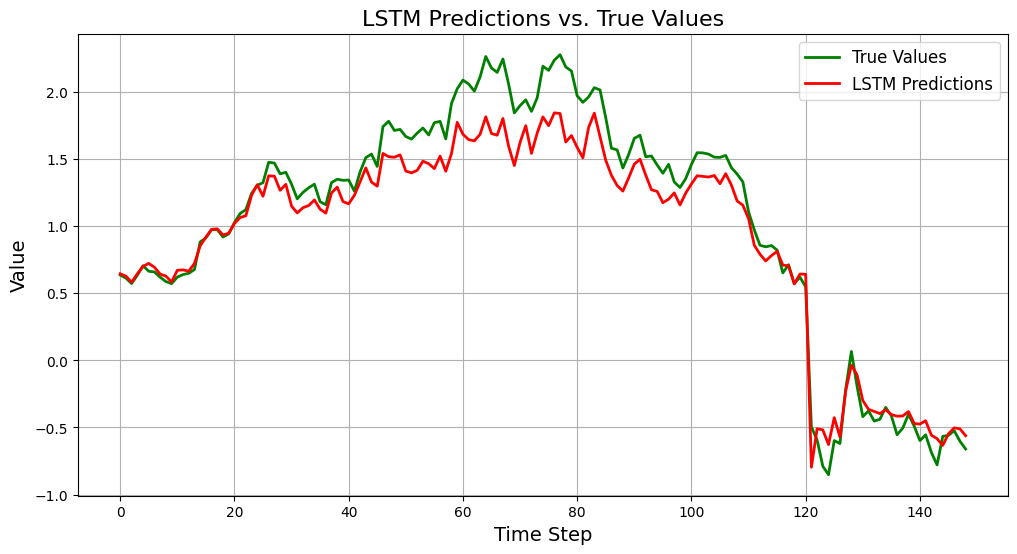 LSTM Predictions vs. True Values
True Values
LSTM Predictions
Value
2.0
1.5
1.0
0.5
0.0
−0.5
−1.0
0 20 40 60 80 100 120 140
Time Step